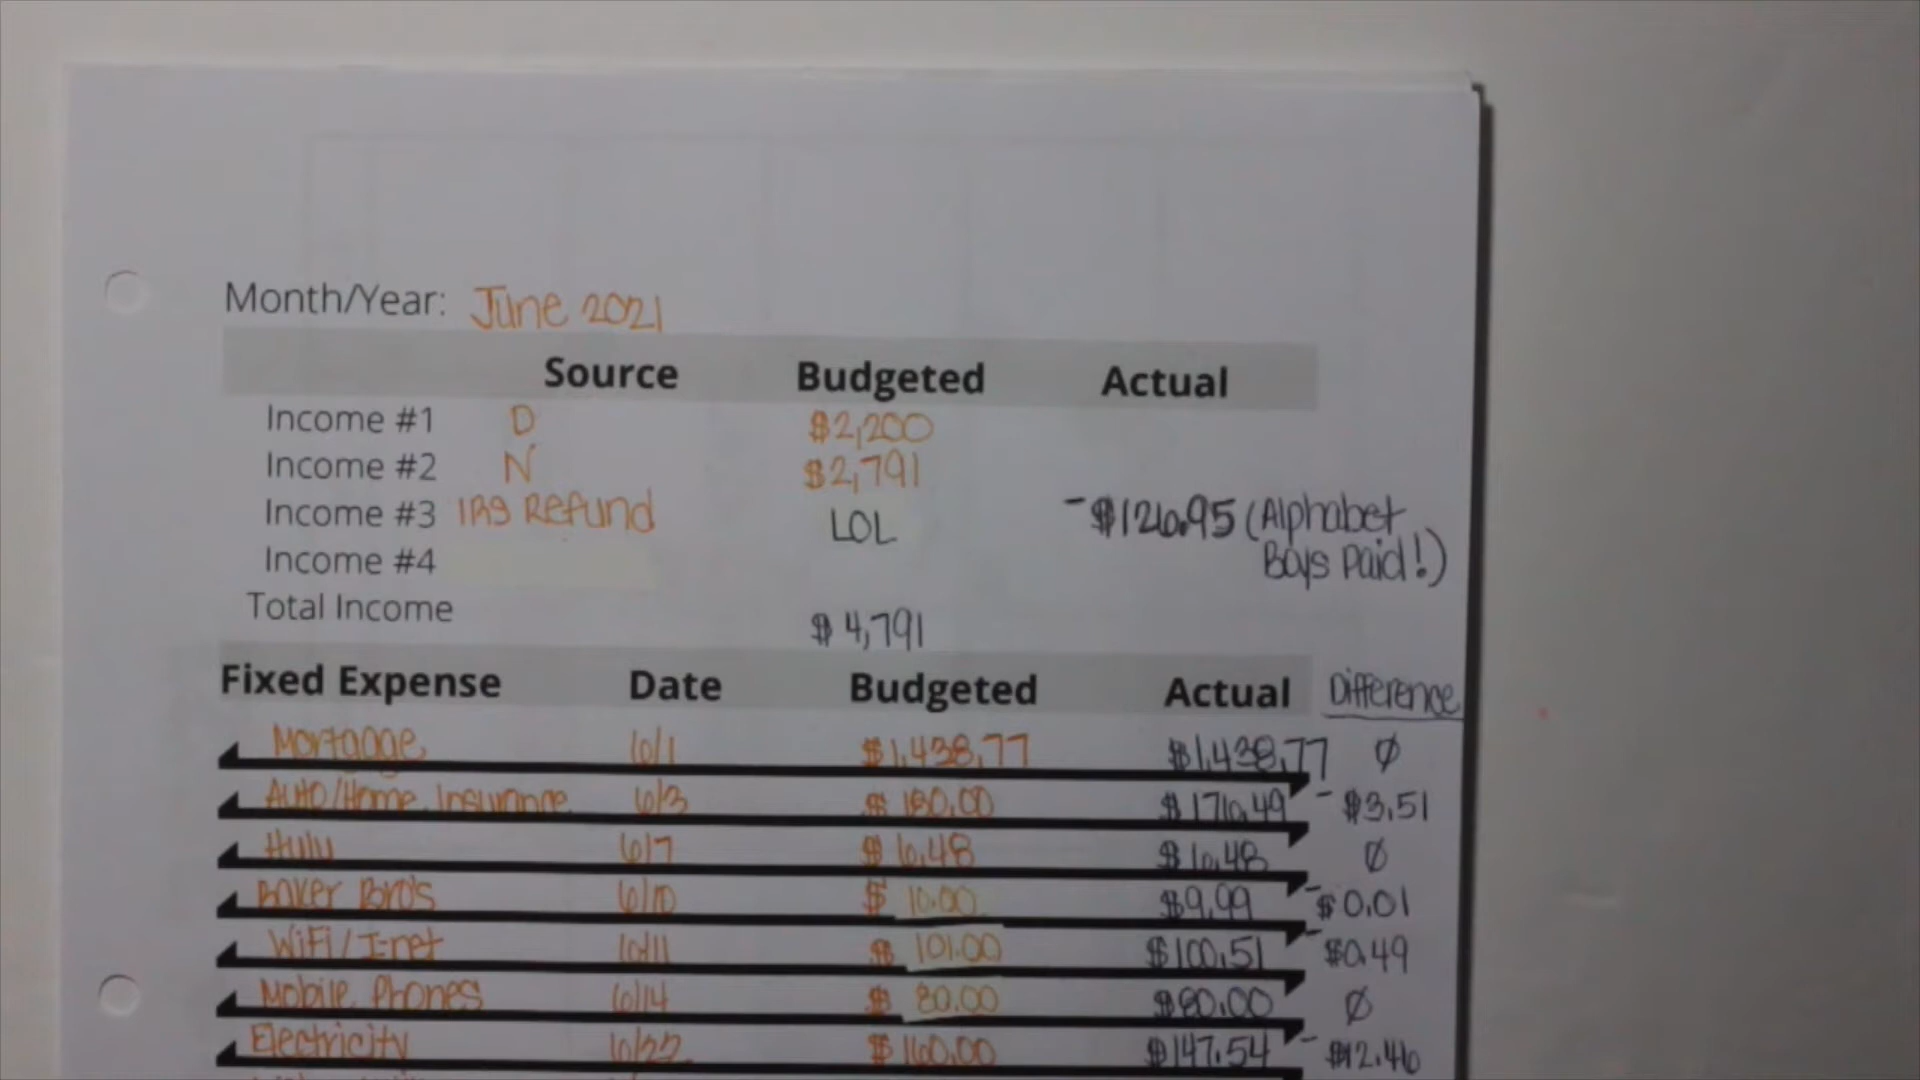 Month/Year: June 2021
Source Budgeted Actual
Income #1 D $2,200
Income #2 N $2,791
Income #3 IRS Refund LOL -$126.95 (Alphabet
Boys Paid!)
Income #4
Total Income $4,791
Fixed Expense Date Budgeted Actual Difference
Mortgage 6/1 $1,438.77 $1,438.77 Ø
Auto/Home Insurance 6/3 $180.00 $176.49 -$3.51
Hulu 6/7 $6.48 $6.48 Ø
Baker Bro's 6/10 $10.00 $9.99 -$0.01
WiFi/I-net 6/11 $101.00 $100.51 -$0.49
Mobile Phones 6/14 $80.00 $80.00 Ø
Electricity 6/22 $160.00 $147.54 -$12.46